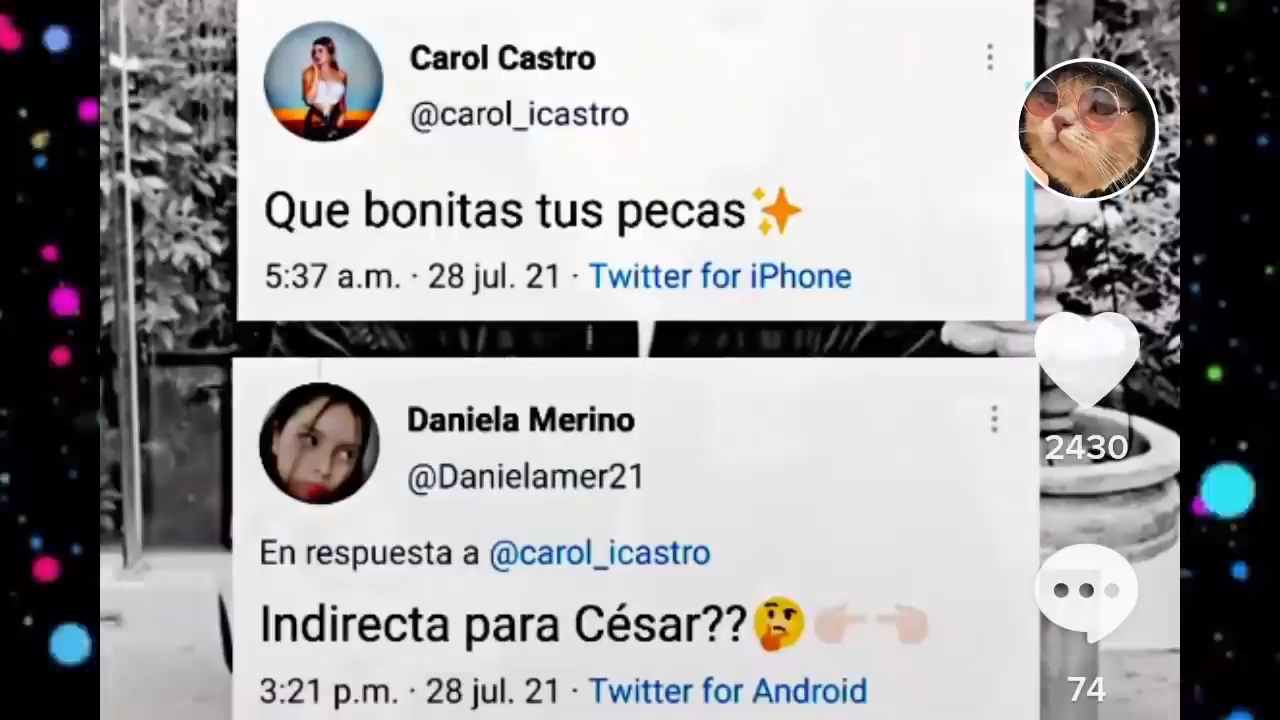 Carol Castro
@carol_icastro
Que bonitas tus pecas✨
5:37 a.m. · 28 jul. 21 · Twitter for iPhone
Daniela Merino
@Danielamer21
En respuesta a @carol_icastro
Indirecta para César??🤔👉🏻👈🏻
3:21 p.m. · 28 jul. 21 · Twitter for Android
2430
74